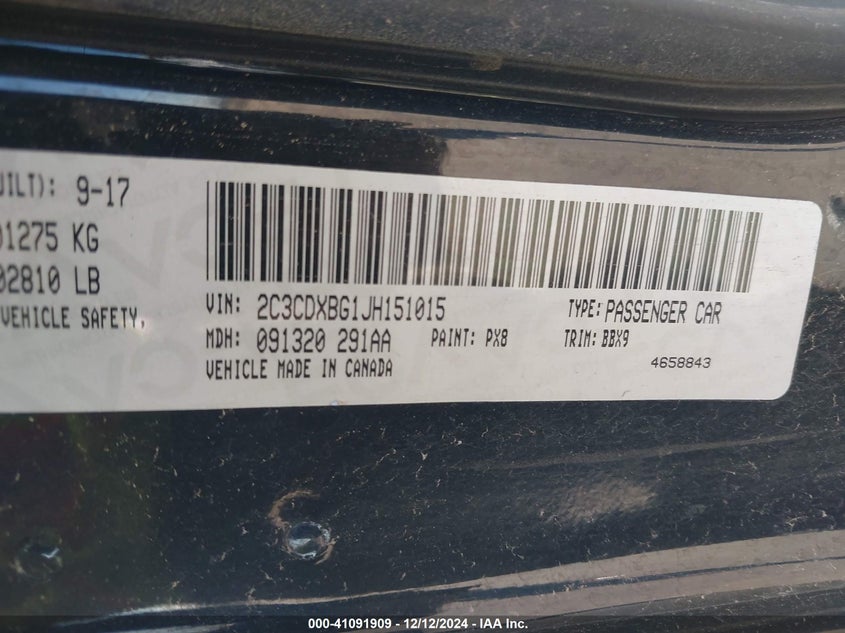 UILT): 9-17
01275 KG
02810 LB
VEHICLE SAFETY,
VIN: 2C3CDXBG1JH151015 TYPE: PASSENGER CAR
MDH: 091320 291AA PAINT: PX8 TRIM: BBX9
VEHICLE MADE IN CANADA 4658843
000-41091909 - 12/12/2024 - IAA Inc.